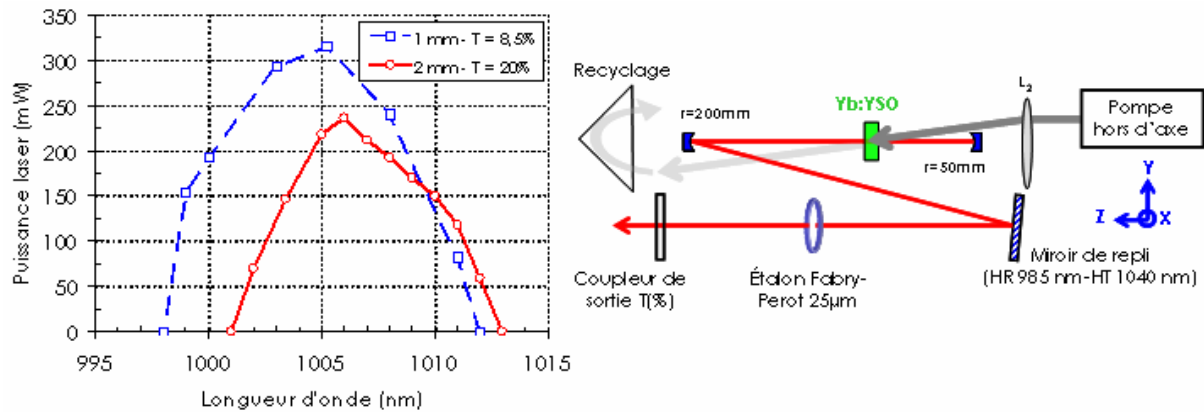 350
300
250
200
150
100
50
0
Puissance laser (mW)
995
1000
1005
1010
1015
Longueur d'onde (nm)
1 mm - T = 8,5%
2 mm - T = 20%
Recyclage
r=200mm
Yb:YSO
r=50mm
L2
Pompe
hors d'axe
Y
Z
X
Coupleur de
sortie T(%)
Étalon Fabry-
Perot 25µm
Miroir de repli
(HR 985 nm-HT 1040 nm)